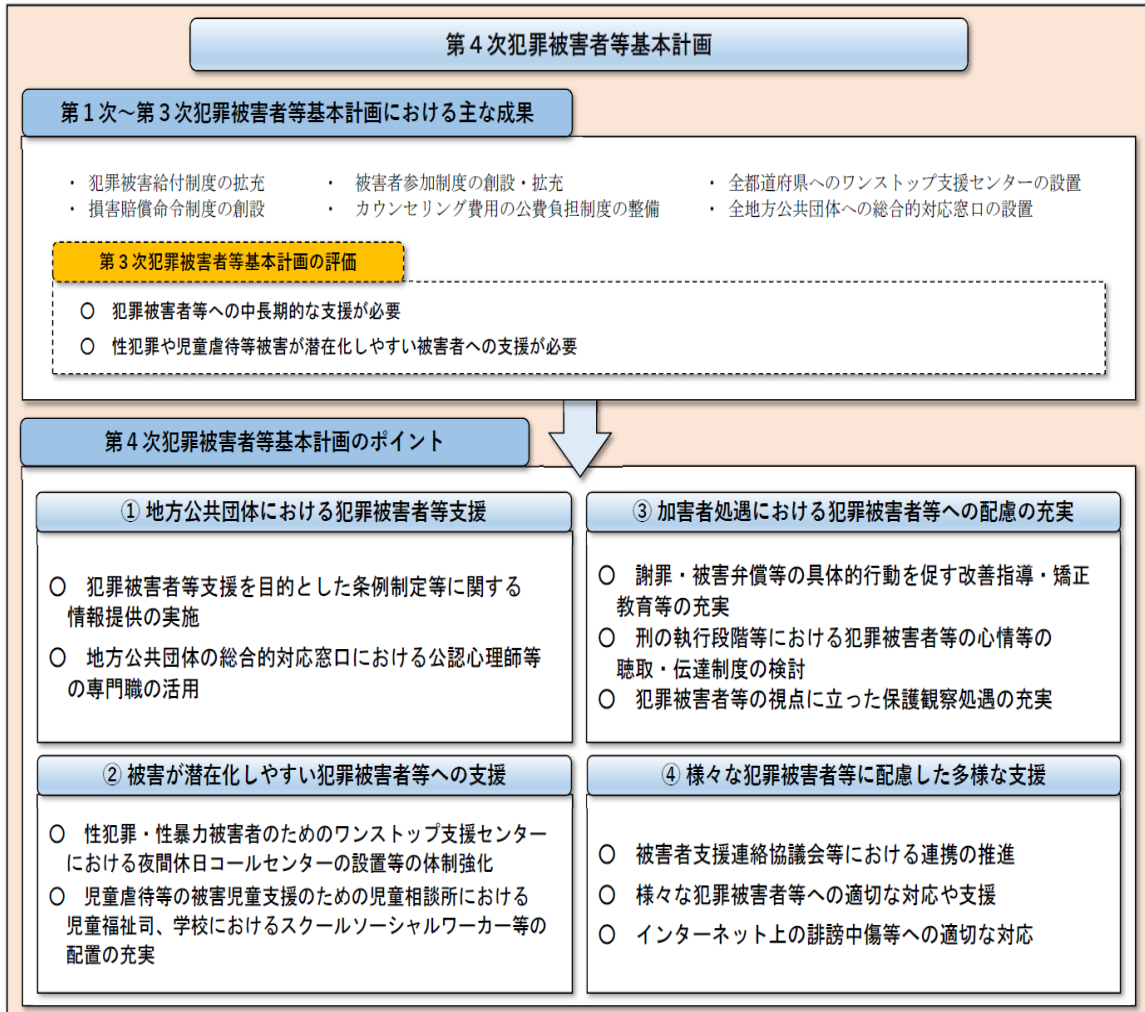 第４次犯罪被害者等基本計画
第１次～第３次犯罪被害者等基本計画における主な成果
・ 犯罪被害給付制度の拡充
・ 損害賠償命令制度の創設
・ 被害者参加制度の創設・拡充
・ カウンセリング費用の公費負担制度の整備
・ 全都道府県へのワンストップ支援センターの設置
・ 全地方公共団体への総合的対応窓口の設置
第３次犯罪被害者等基本計画の評価
○ 犯罪被害者等への中長期的な支援が必要
○ 性犯罪や児童虐待等被害が潜在化しやすい被害者への支援が必要
第４次犯罪被害者等基本計画のポイント
① 地方公共団体における犯罪被害者等支援
○ 犯罪被害者等支援を目的とした条例制定等に関する
情報提供の実施
○ 地方公共団体の総合的対応窓口における公認心理師等
の専門職の活用
② 被害が潜在化しやすい犯罪被害者等への支援
○ 性犯罪・性暴力被害者のためのワンストップ支援センター
における夜間休日コールセンターの設置等の体制強化
○ 児童虐待等の被害児童支援のための児童相談所における
児童福祉司、学校におけるスクールソーシャルワーカー等の
配置の充実
③ 加害者処遇における犯罪被害者等への配慮の充実
○ 謝罪・被害弁償等の具体的行動を促す改善指導・矯正
教育等の充実
○ 刑の執行段階等における犯罪被害者等の心情等の
聴取・伝達制度の検討
○ 犯罪被害者等の視点に立った保護観察処遇の充実
④ 様々な犯罪被害者等に配慮した多様な支援
○ 被害者支援連絡協議会等における連携の推進
○ 様々な犯罪被害者等への適切な対応や支援
○ インターネット上の誹謗中傷等への適切な対応